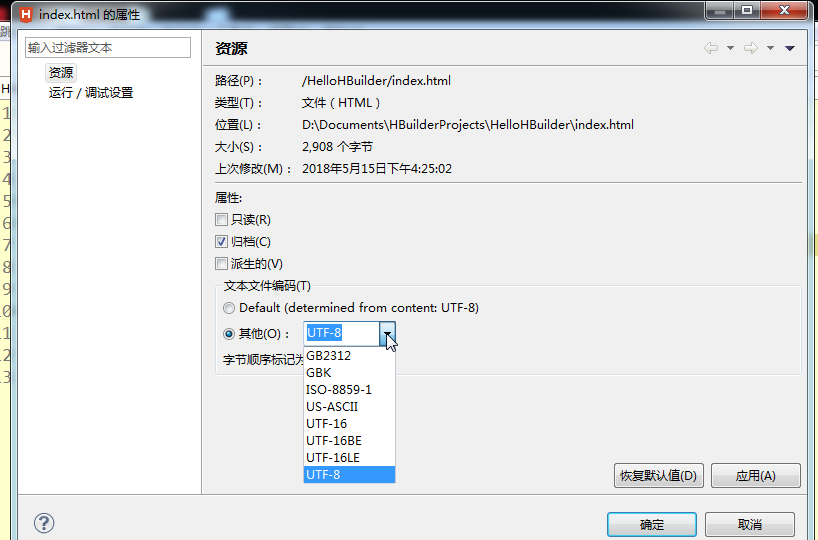 index.html 的属性
输入过滤器文本
资源
运行 / 调试设置
资源
路径(P)： /HelloHBuilder/index.html
类型(T)： 文件（HTML）
位置(L)： D:\Documents\HBuilderProjects\HelloHBuilder\index.html
大小(S)： 2,908 个字节
上次修改(M)： 2018年5月15日下午4:25:02
属性:
只读(R)
归档(C)
派生的(V)
文本文件编码(T)
Default (determined from content: UTF-8)
其他(O)： UTF-8
字节顺序标记为
GB2312
GBK
ISO-8859-1
US-ASCII
UTF-16
UTF-16BE
UTF-16LE
UTF-8
恢复默认值(D) 应用(A)
确定 取消